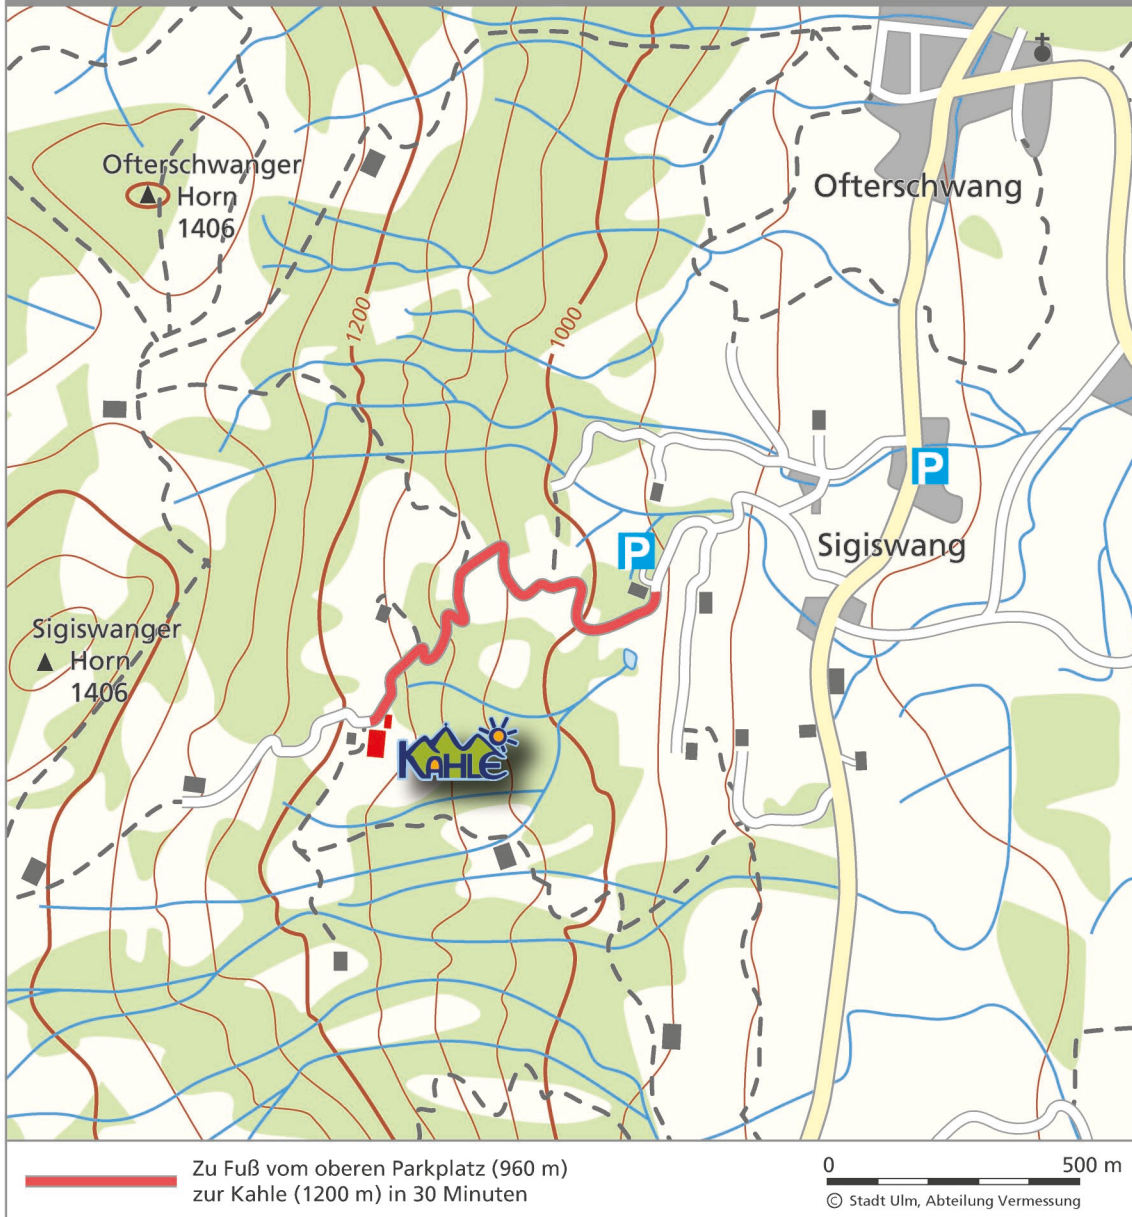 Ofterschwanger
Horn
1406
Ofterschwang
1200
1000
P
P
Sigiswang
Sigiswanger
Horn
1406
KAHLE
Zu Fuß vom oberen Parkplatz (960 m)
zur Kahle (1200 m) in 30 Minuten
0 500 m
© Stadt Ulm, Abteilung Vermessung